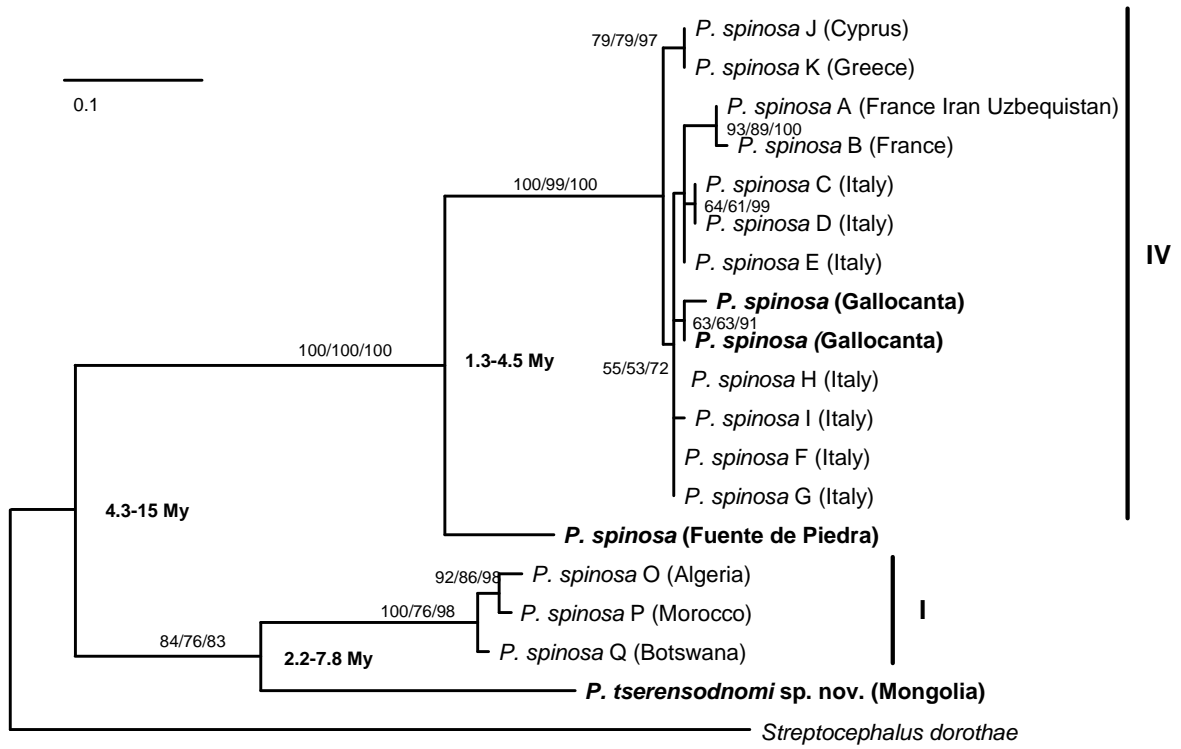 P. spinosa J (Cyprus)
79/79/97
P. spinosa K (Greece)
0.1
P. spinosa A (France Iran Uzbequistan)
93/89/100
P. spinosa B (France)
100/99/100
P. spinosa C (Italy)
64/61/99
P. spinosa D (Italy)
IV
P. spinosa E (Italy)
P. spinosa (Gallocanta)
63/63/91
P. spinosa (Gallocanta)
100/100/100
1.3-4.5 My
55/53/72
P. spinosa H (Italy)
P. spinosa I (Italy)
P. spinosa F (Italy)
P. spinosa G (Italy)
4.3-15 My
P. spinosa (Fuente de Piedra)
92/86/98
P. spinosa O (Algeria)
100/76/98
P. spinosa P (Morocco)
I
84/76/83
2.2-7.8 My
P. spinosa Q (Botswana)
P. tserensodnomi sp. nov. (Mongolia)
Streptocephalus dorothae